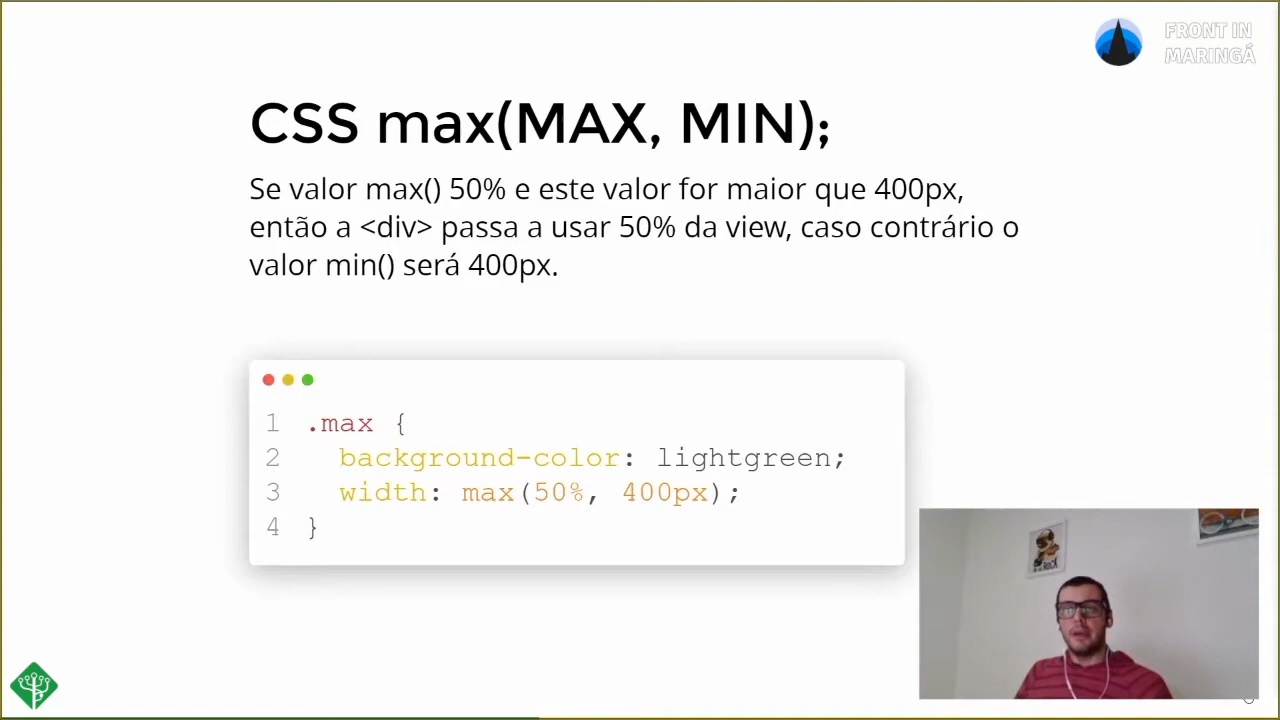 FRONT IN
MARINGÁ
CSS max(MAX, MIN);
Se valor max() 50% e este valor for maior que 400px,
então a <div> passa a usar 50% da view, caso contrário o
valor min() será 400px.
1 .max {
2 background-color: lightgreen;
3 width: max(50%, 400px);
4 }
ROCK